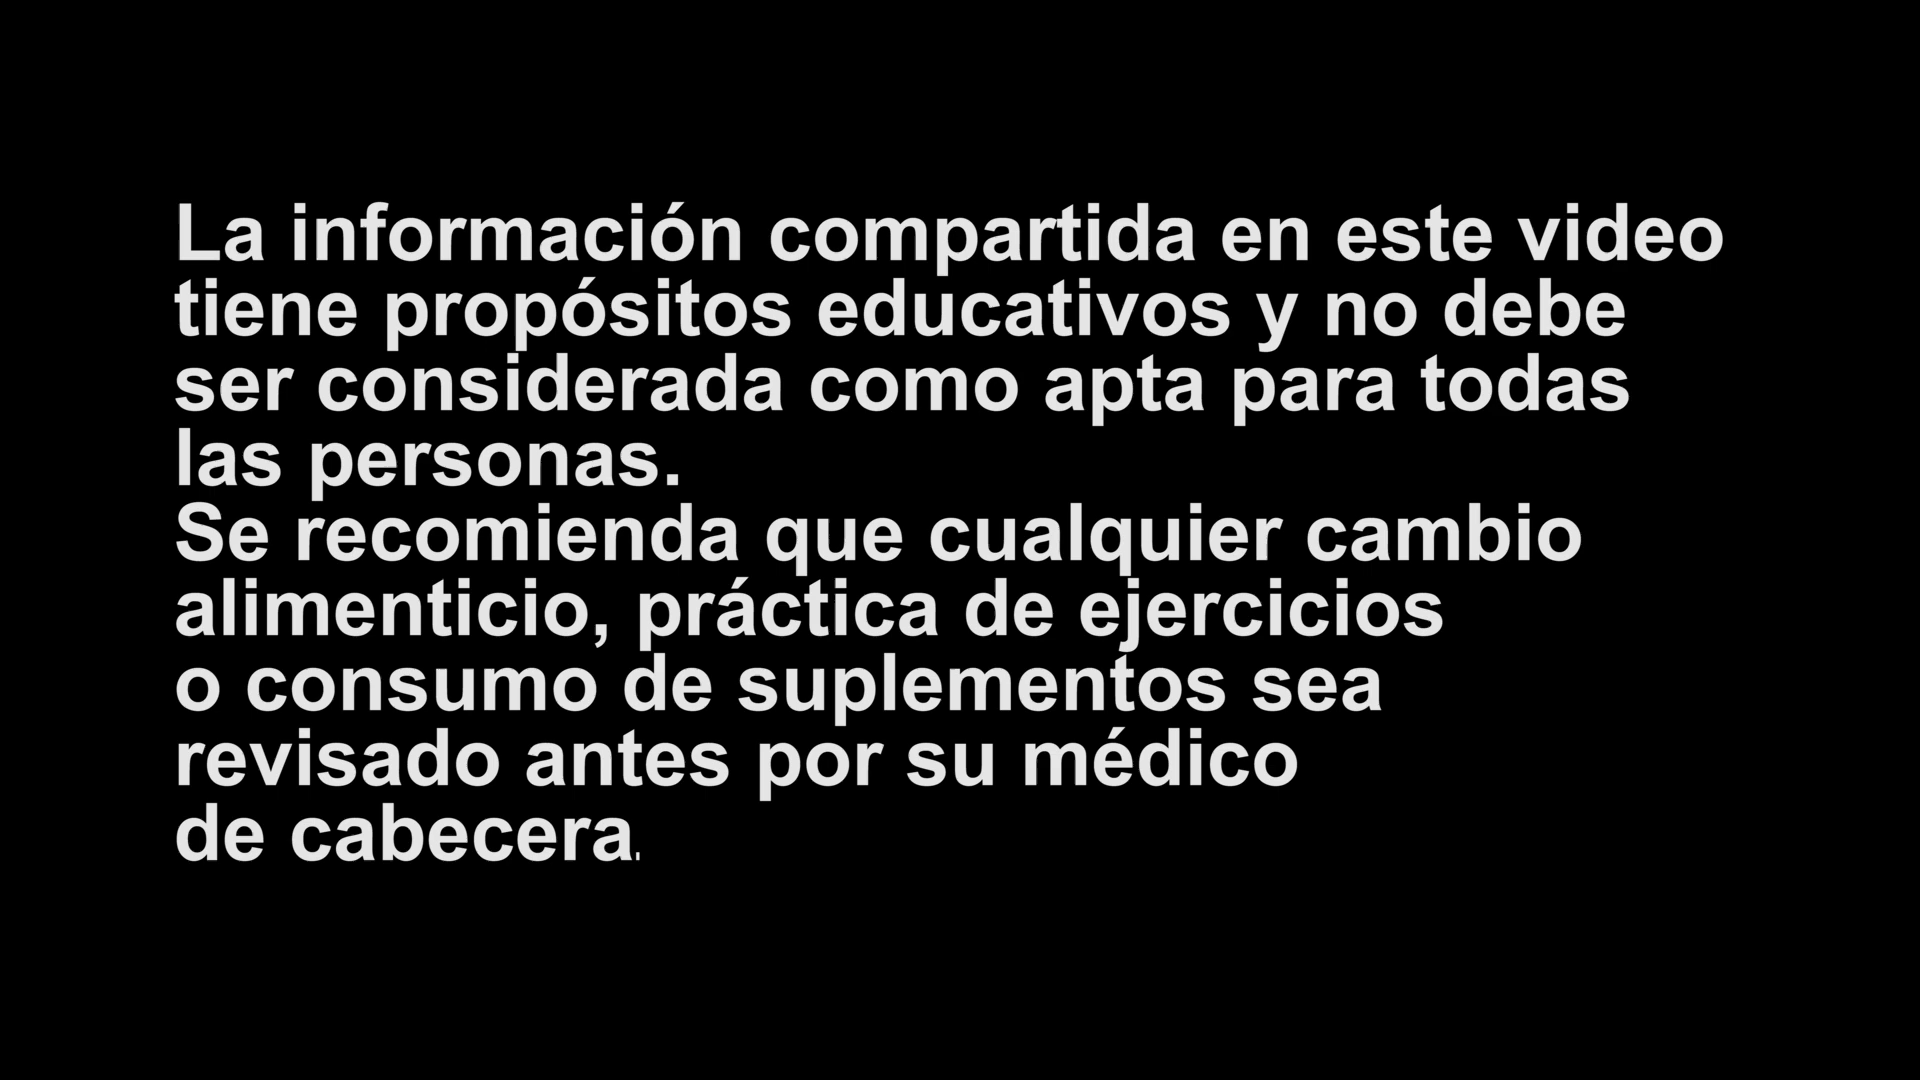 La información compartida en este video
tiene propósitos educativos y no debe
ser considerada como apta para todas
las personas.
Se recomienda que cualquier cambio
alimenticio, práctica de ejercicios
o consumo de suplementos sea
revisado antes por su médico
de cabecera.